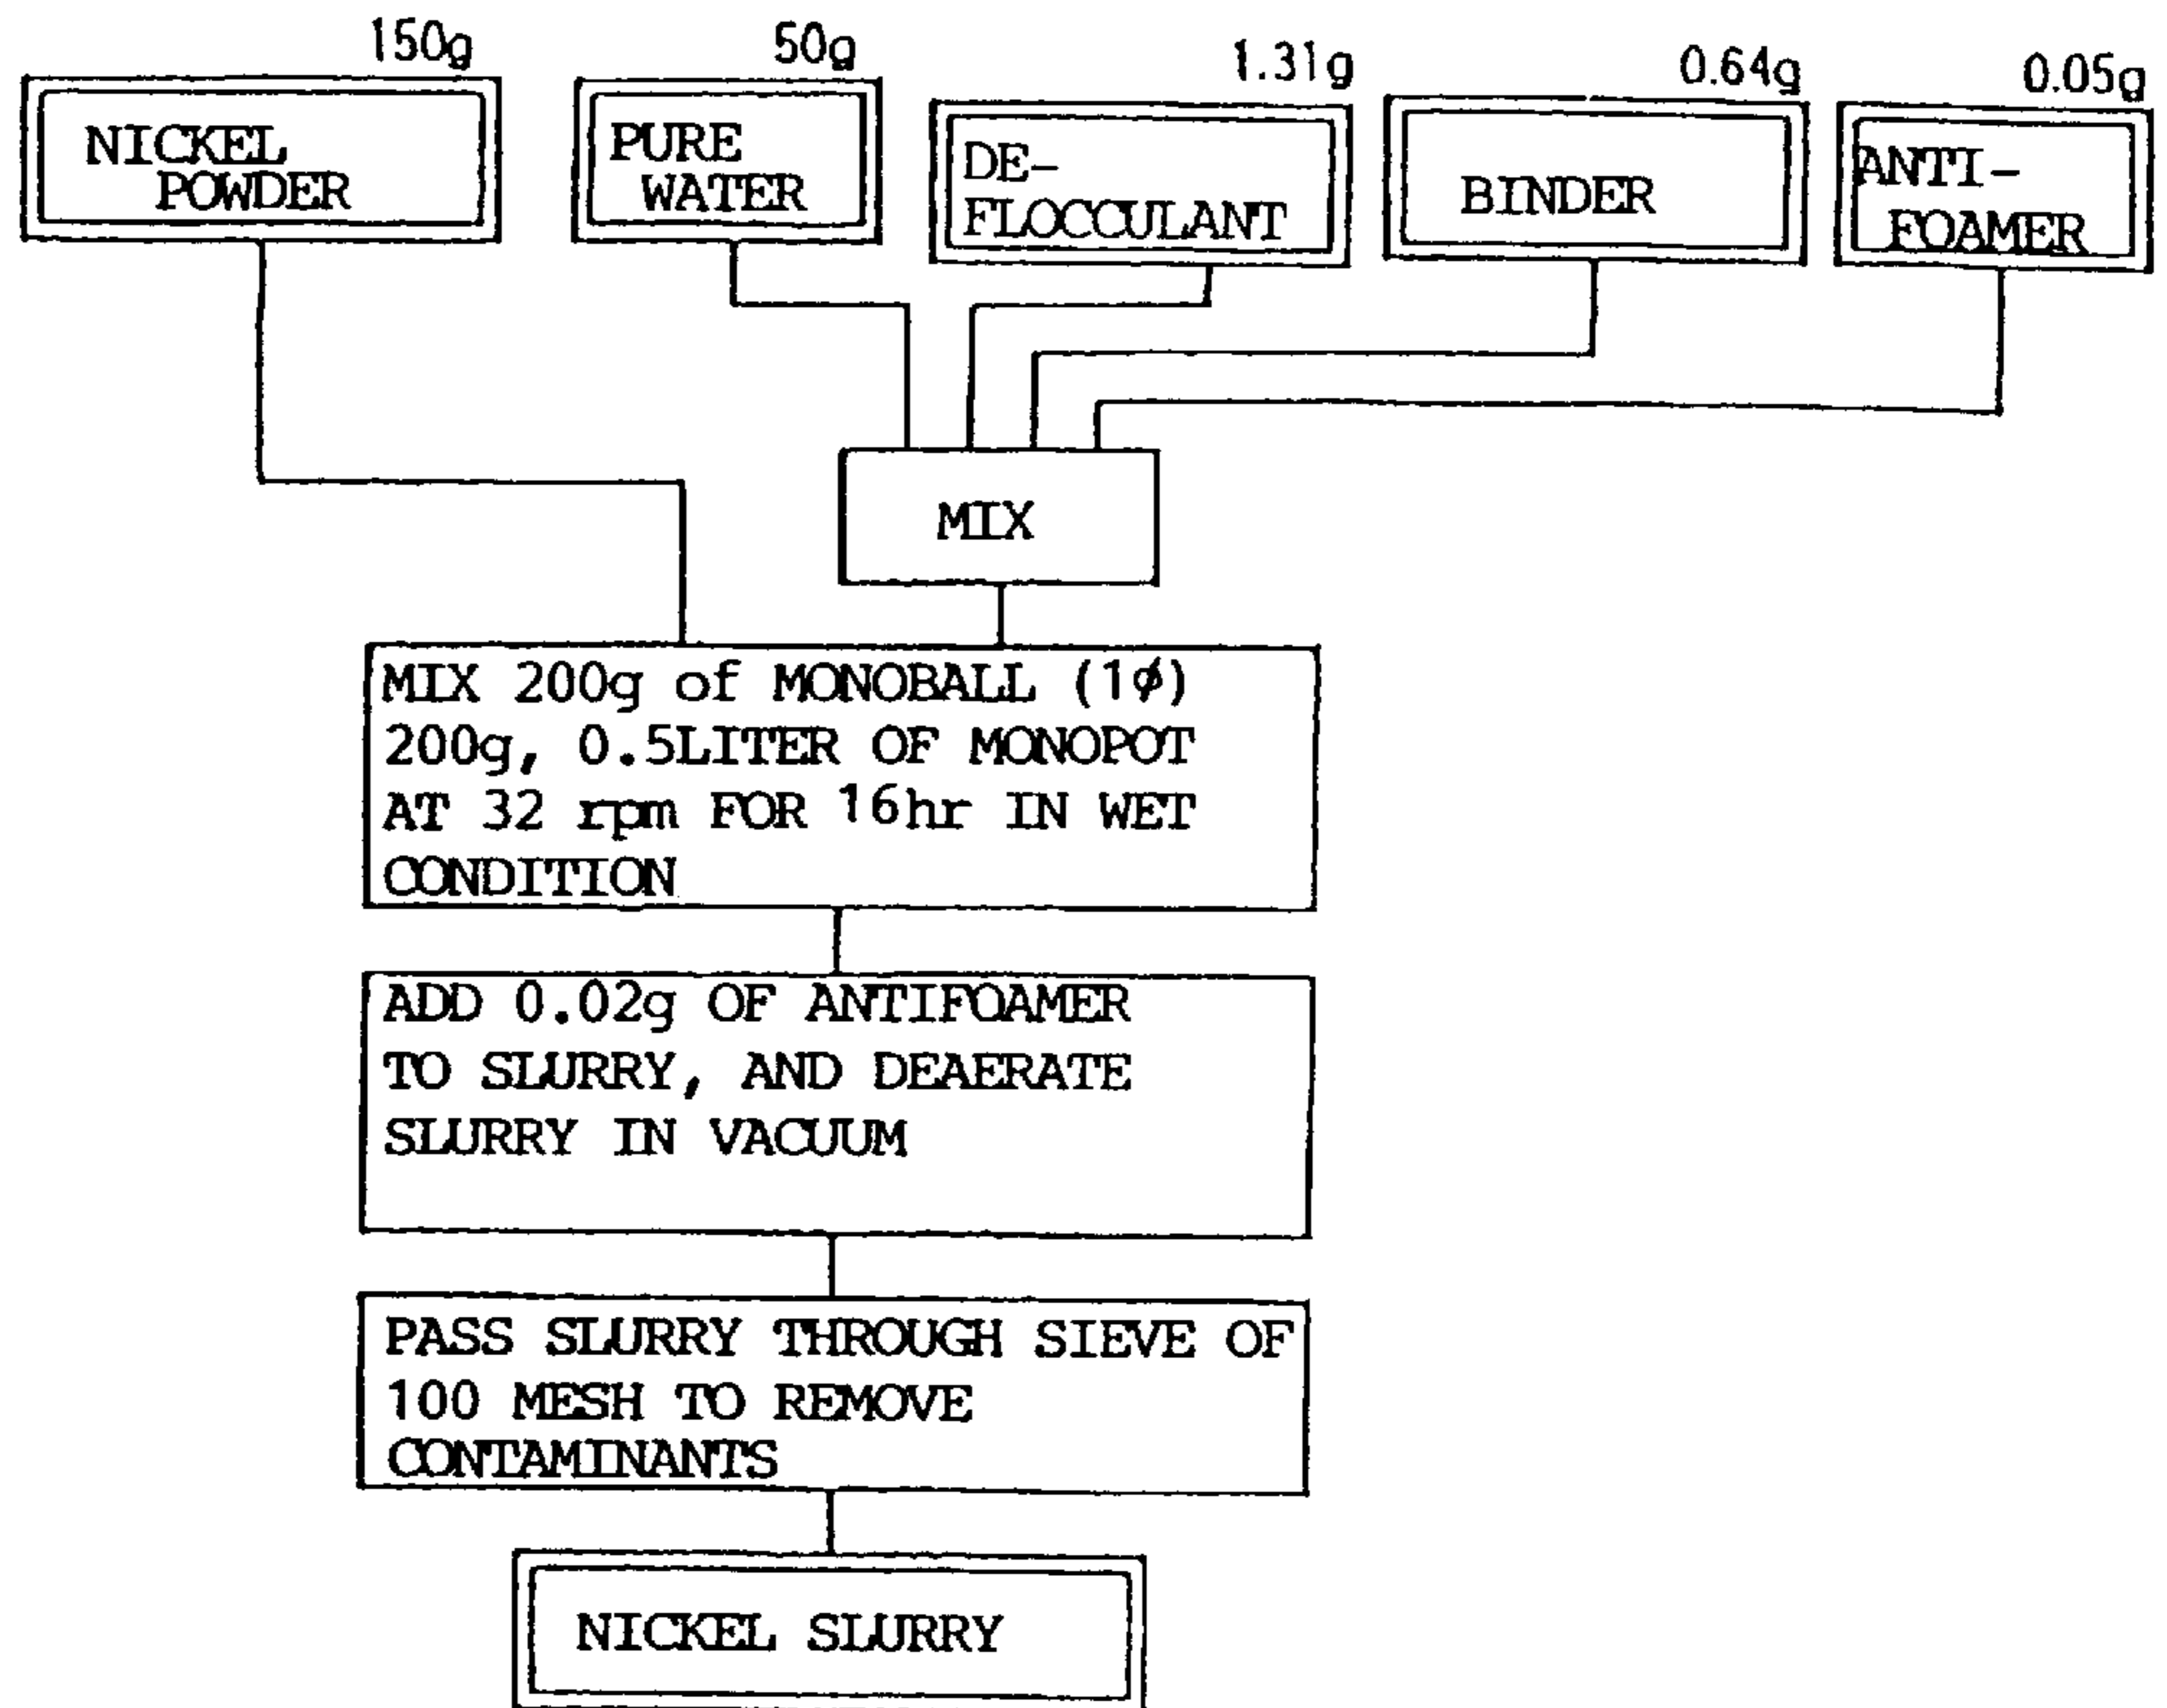 150g
50g
1.31g
0.64g
0.05g
NICKEL
POWDER
PURE
WATER
DE-
FLOCCULANT
BINDER
ANTI-
FOAMER
MIX
MIX 200g of MONOBALL (1φ)
200g, 0.5LITER OF MONOPOT
AT 32 rpm FOR 16hr IN WET
CONDITION
ADD 0.02g OF ANTIFOAMER
TO SLURRY, AND DEAERATE
SLURRY IN VACUUM
PASS SLURRY THROUGH SIEVE OF
100 MESH TO REMOVE
CONTAMINANTS
NICKEL SLURRY